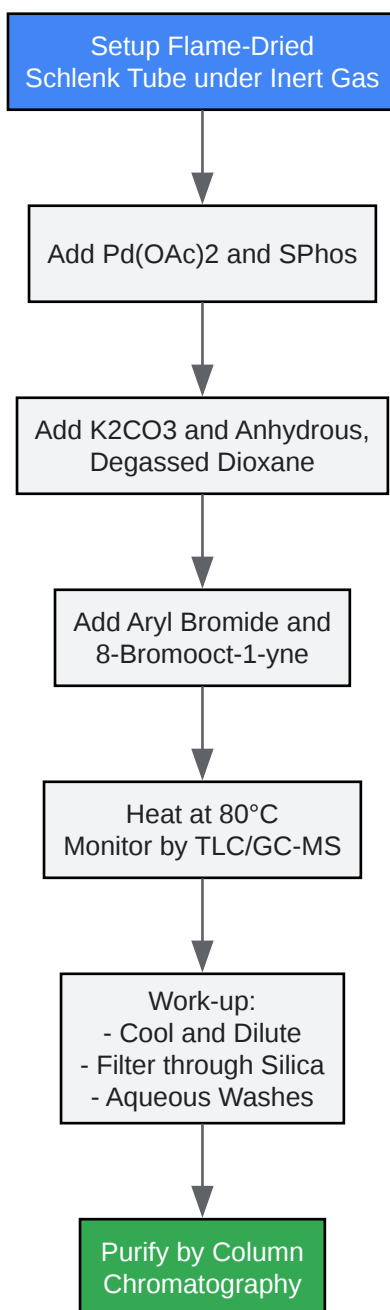 Setup Flame-Dried
Schlenk Tube under Inert Gas
Add Pd(OAc)2 and SPhos
Add K2CO3 and Anhydrous,
Degassed Dioxane
Add Aryl Bromide and
8-Bromooct-1-yne
Heat at 80°C
Monitor by TLC/GC-MS
Work-up:
- Cool and Dilute
- Filter through Silica
- Aqueous Washes
Purify by Column
Chromatography